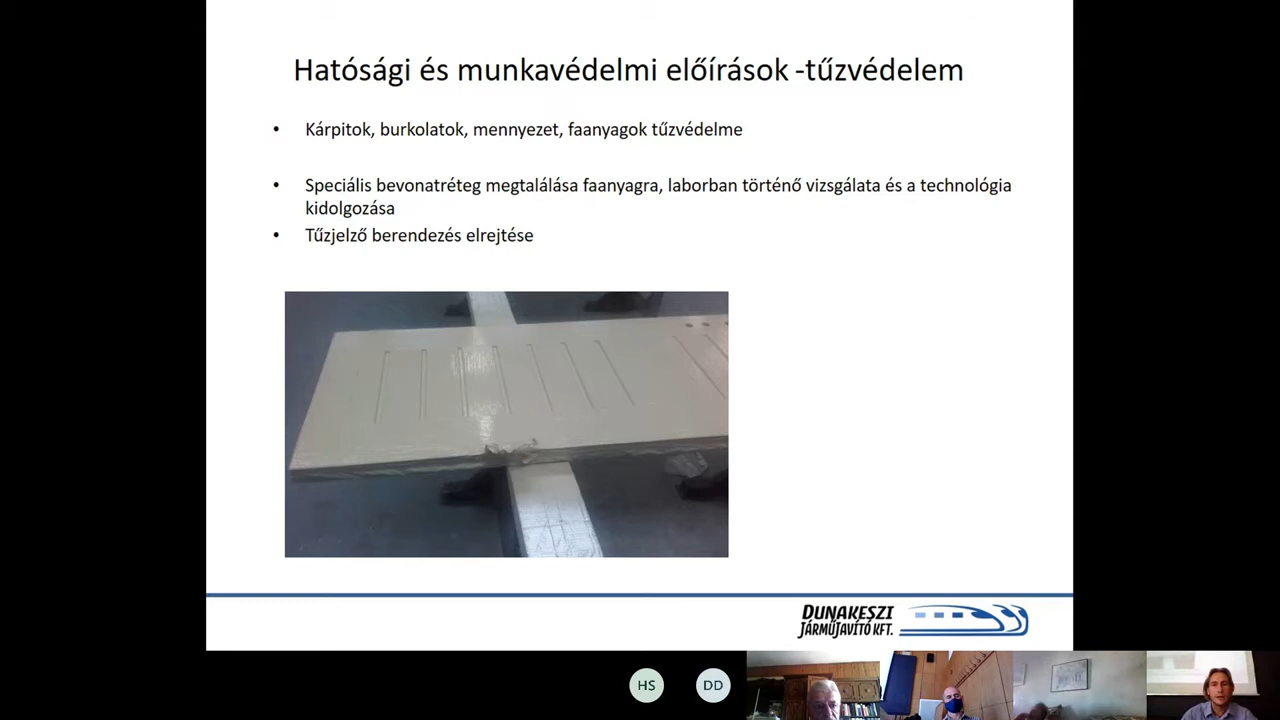 Hatósági és munkavédelmi előírások -tűzvédelem
• Kárpitok, burkolatok, mennyezet, faanyagok tűzvédelme
• Speciális bevonatréteg megtalálása faanyagra, laborban történő vizsgálata és a technológia
kidolgozása
• Tűzjelző berendezés elrejtése
DUNAKESZI
JÁRMŰJAVÍTÓ KFT.
HS
DD